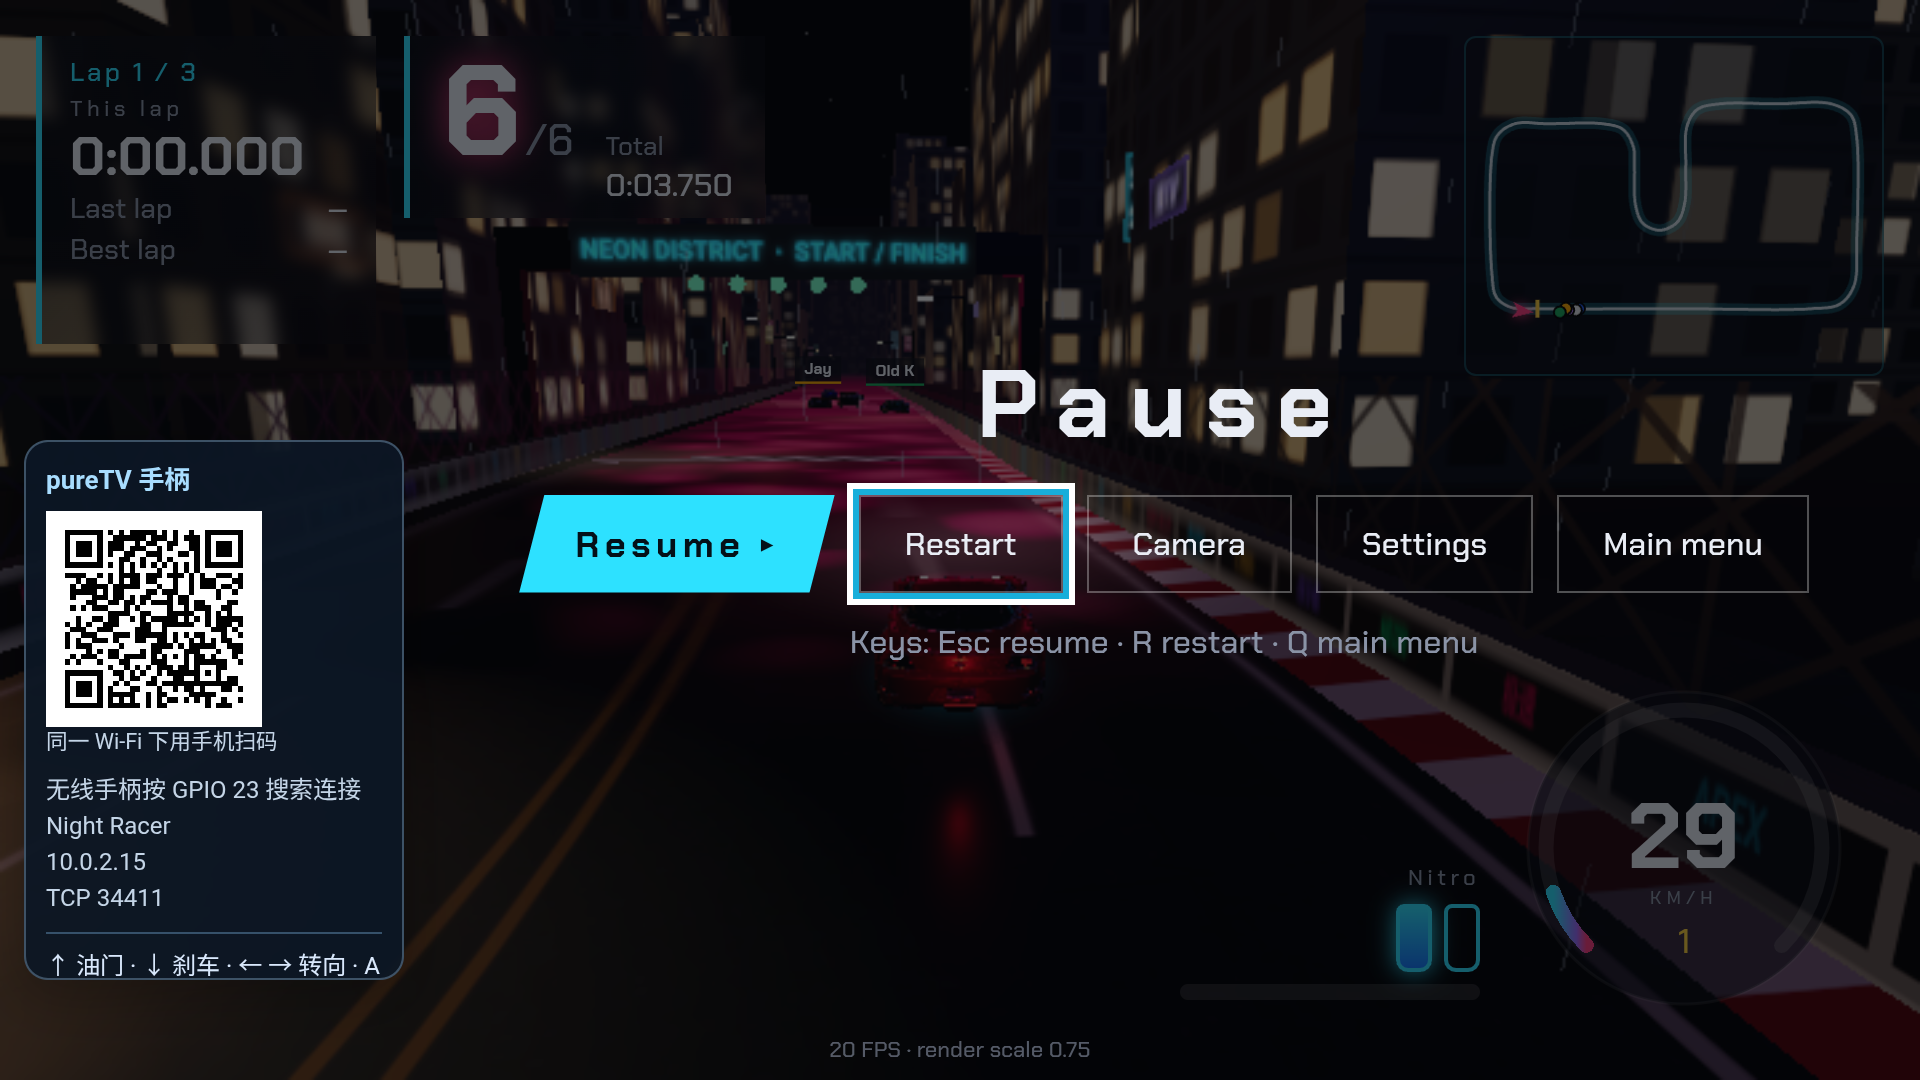 Lap 1 / 3
This lap
0:00.000
Last lap —
Best lap —
6/6
Total
0:03.750
NEON DISTRICT · START / FINISH
Jay
Old K
Pause
Resume ▸
Restart
Camera
Settings
Main menu
Keys: Esc resume · R restart · Q main menu
pureTV 手柄
同一 Wi-Fi 下用手机扫码
无线手柄按 GPIO 23 搜索连接
Night Racer
10.0.2.15
TCP 34411
↑ 油门 · ↓ 刹车 · ← → 转向 · A
APEX
29
KM/H
1
Nitro
20 FPS · render scale 0.75